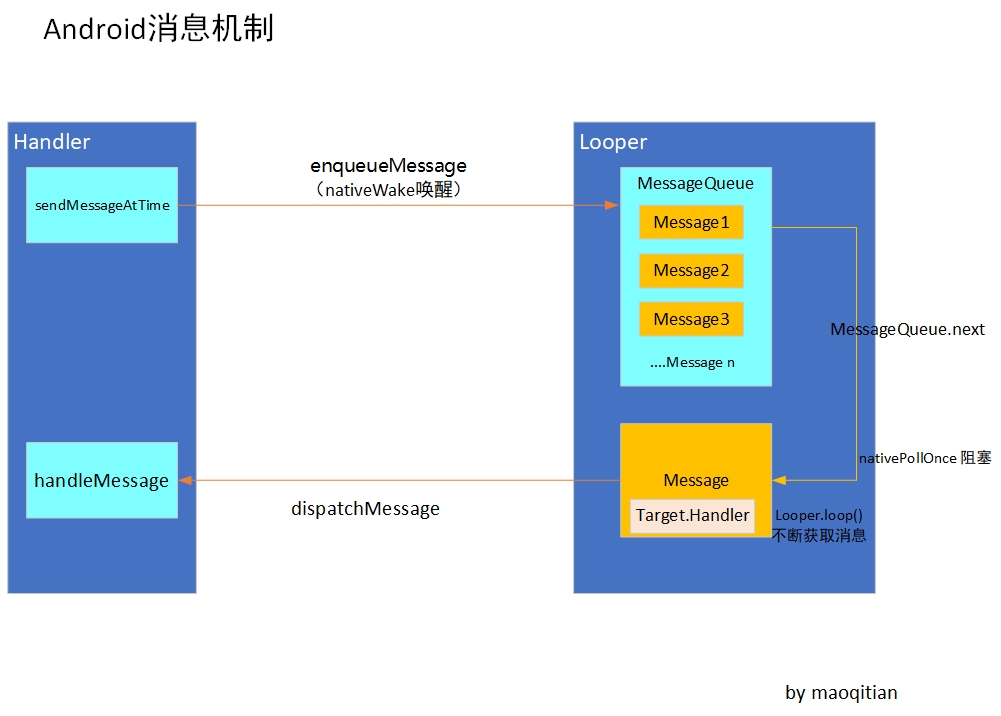 Android消息机制
Handler
sendMessageAtTime
enqueueMessage
（nativeWake唤醒）
Looper
MessageQueue
Message1
Message2
Message3
....Message n
MessageQueue.next
nativePollOnce 阻塞
handleMessage
dispatchMessage
Message
Target.Handler
Looper.loop()
不断获取消息
by maoqitian